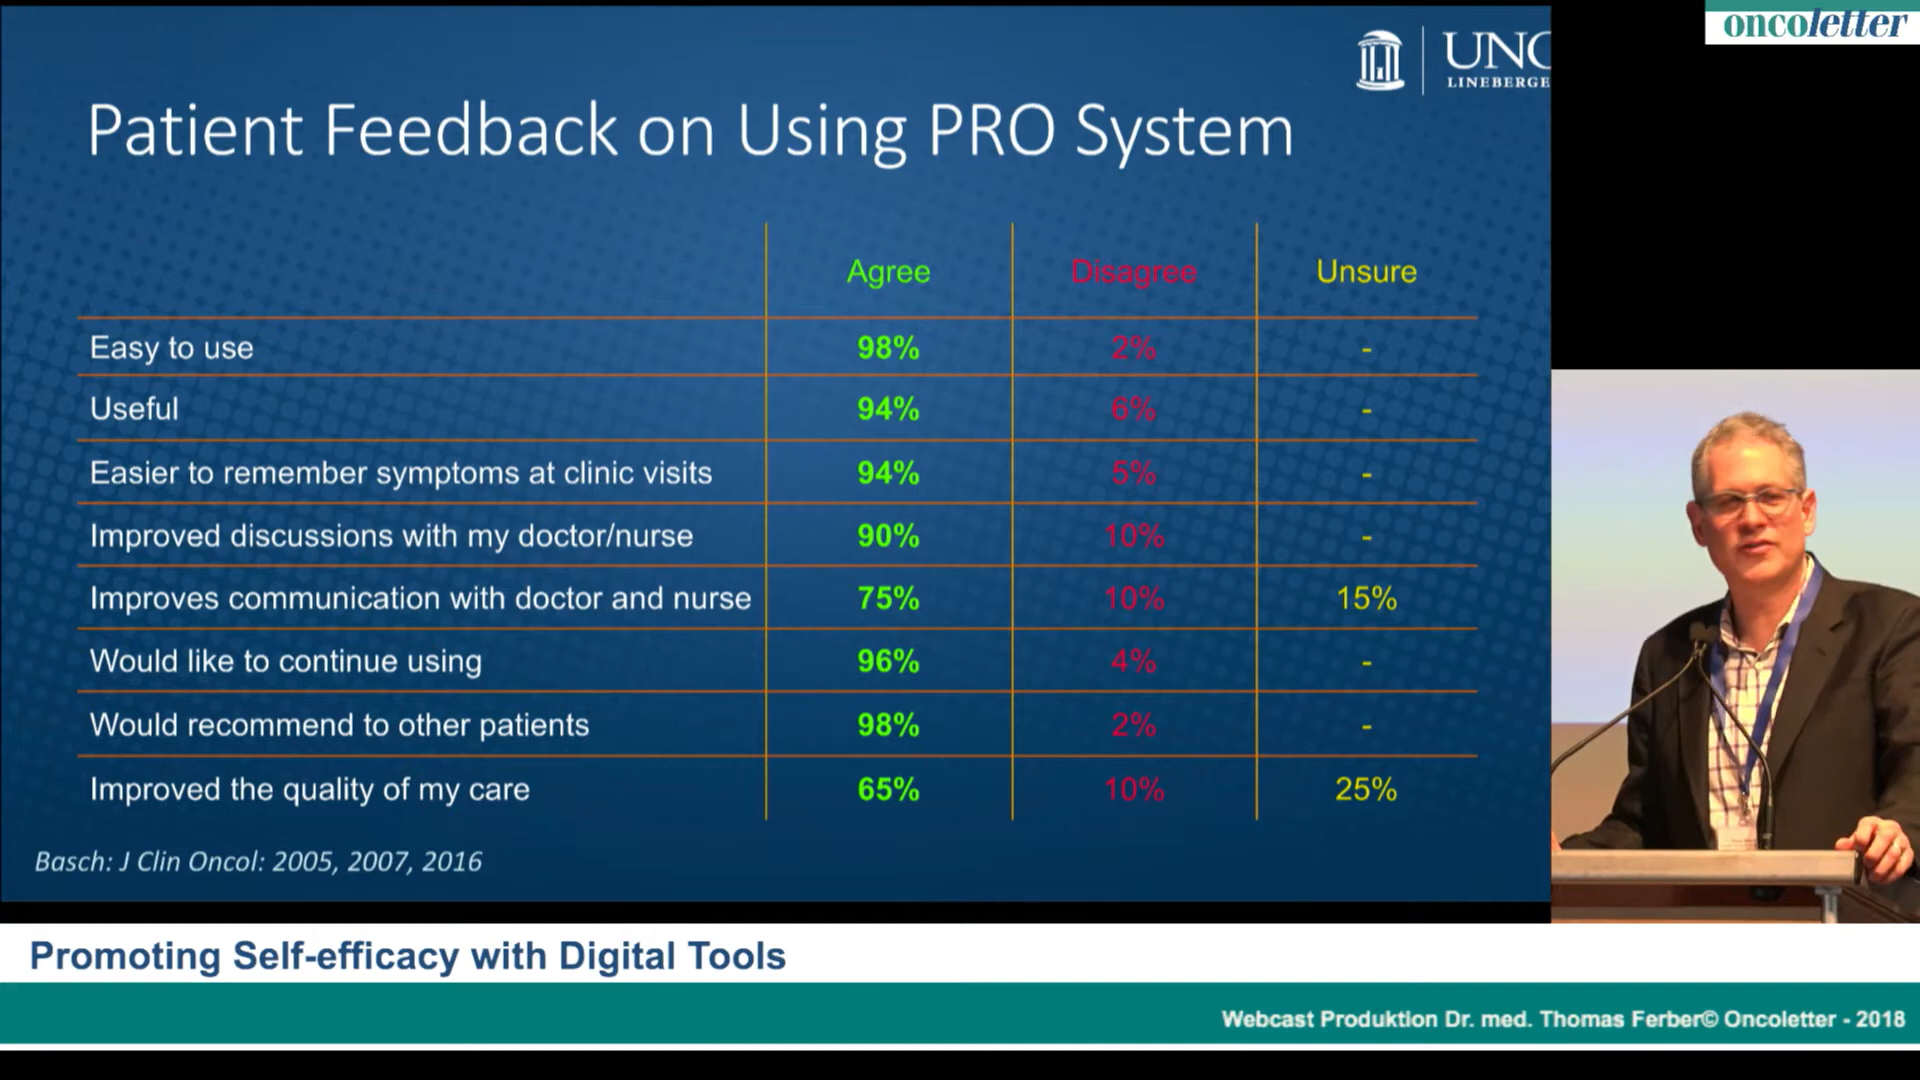 oncoletter
UNC
LINEBERGE
Patient Feedback on Using PRO System
Agree Disagree Unsure
Easy to use 98% 2% -
Useful 94% 6% -
Easier to remember symptoms at clinic visits 94% 5% -
Improved discussions with my doctor/nurse 90% 10% -
Improves communication with doctor and nurse 75% 10% 15%
Would like to continue using 96% 4% -
Would recommend to other patients 98% 2% -
Improved the quality of my care 65% 10% 25%
Basch: J Clin Oncol: 2005, 2007, 2016
Promoting Self-efficacy with Digital Tools
Webcast Produktion Dr. med. Thomas Ferber© Oncoletter - 2018